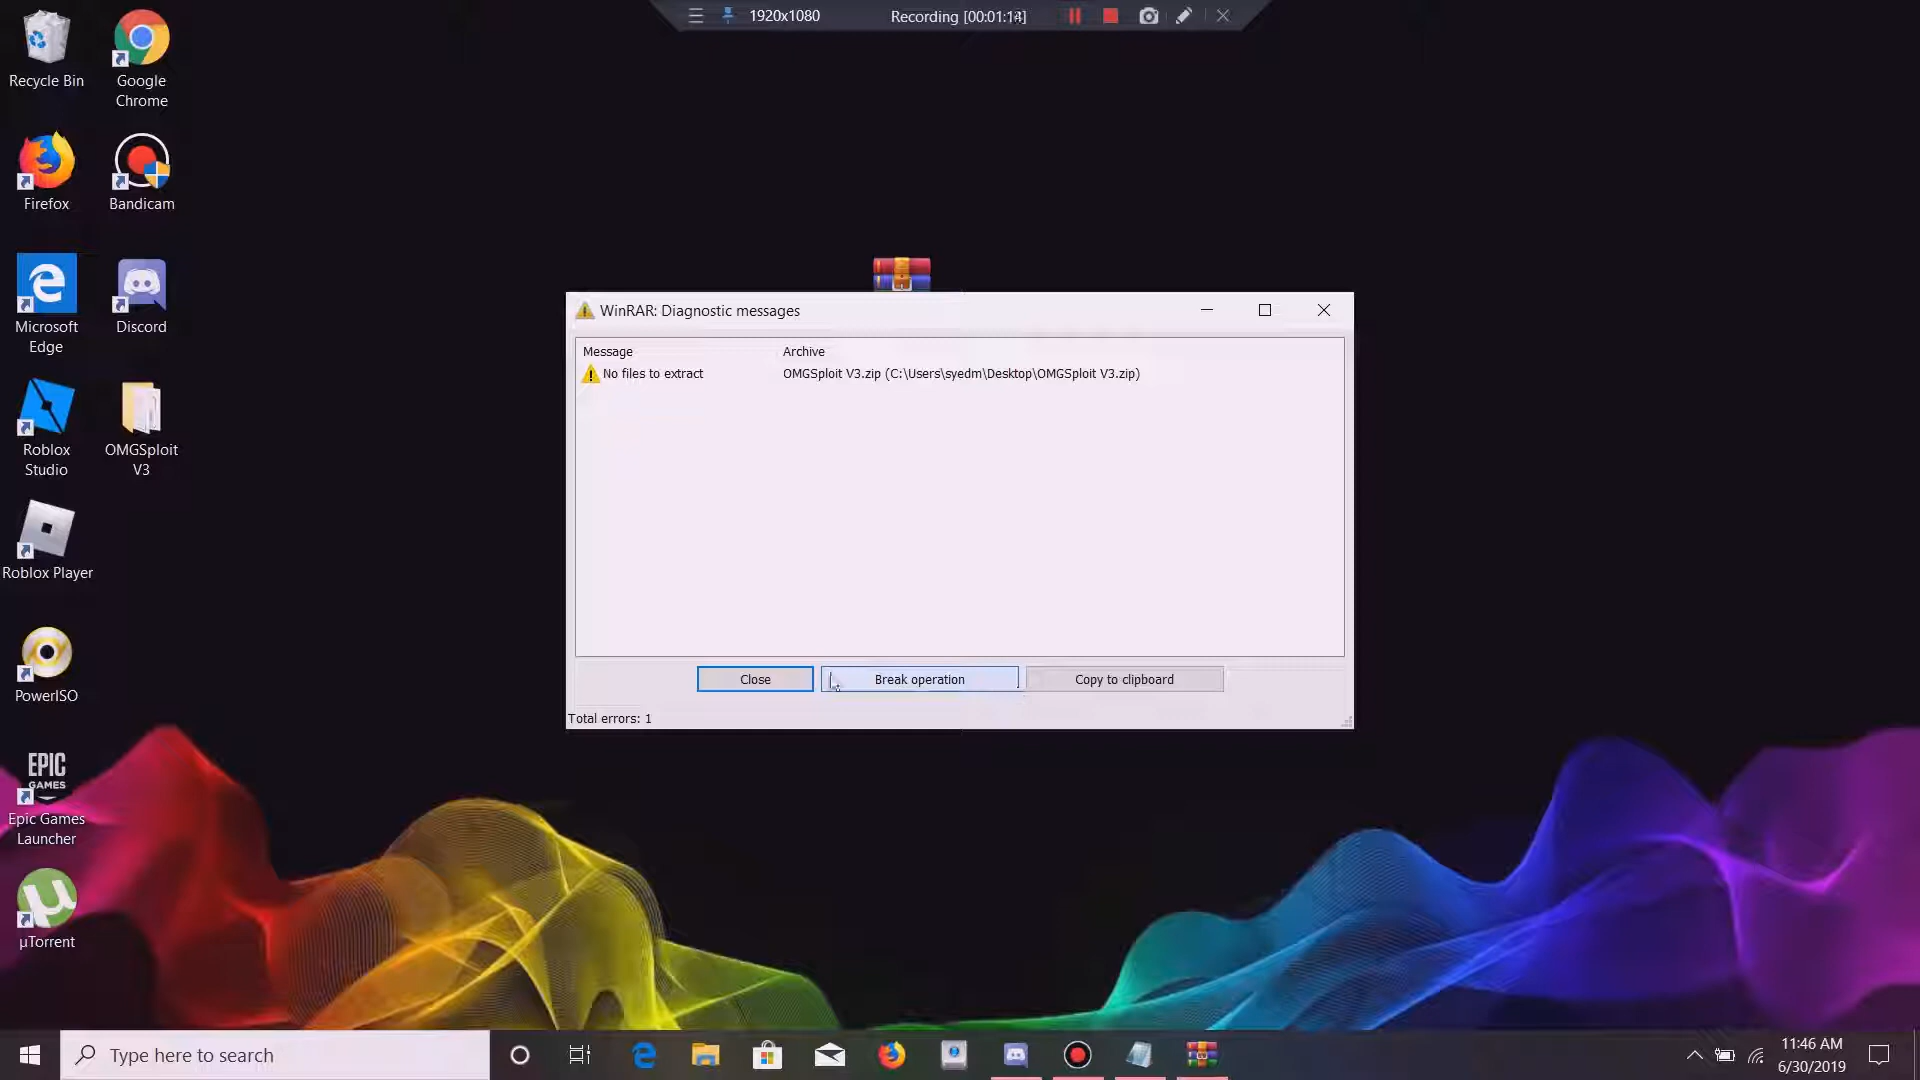 1920x1080
Recording [00:01:14]
Recycle Bin
Google
Chrome
Firefox
Bandicam
Microsoft
Edge
Discord
Roblox
Studio
OMGSploit
V3
Roblox Player
PowerISO
EPIC
GAMES
Epic Games
Launcher
µTorrent
WinRAR: Diagnostic messages
Message Archive
No files to extract OMGSploit V3.zip (C:\Users\syedm\Desktop\OMGSploit V3.zip)
Close Break operation Copy to clipboard
Total errors: 1
Type here to search
11:46 AM
6/30/2019